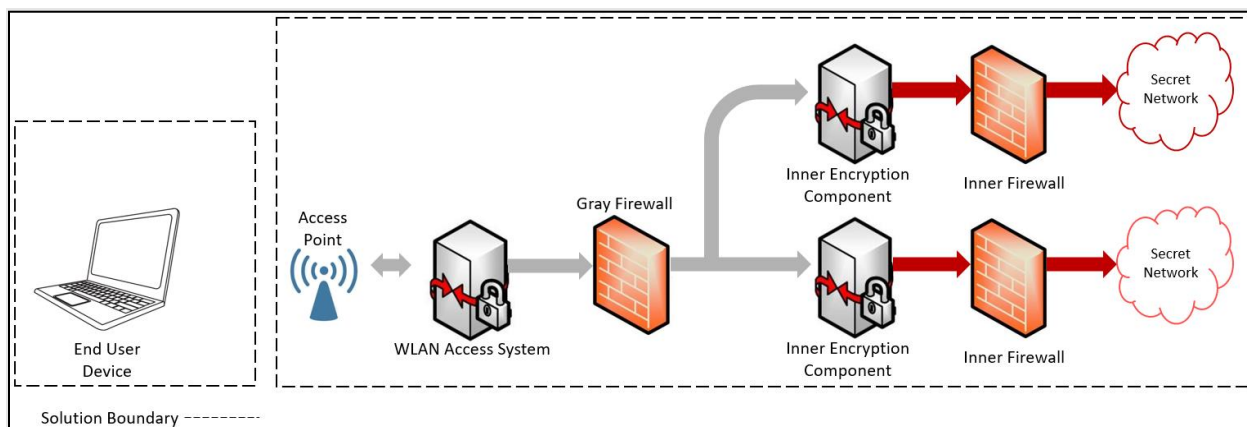 Secret
Network
Inner Encryption
Component
Inner Firewall
Gray Firewall
Access
Point
Secret
Network
End User
Device
WLAN Access System
Inner Encryption
Component
Inner Firewall
Solution Boundary ----------